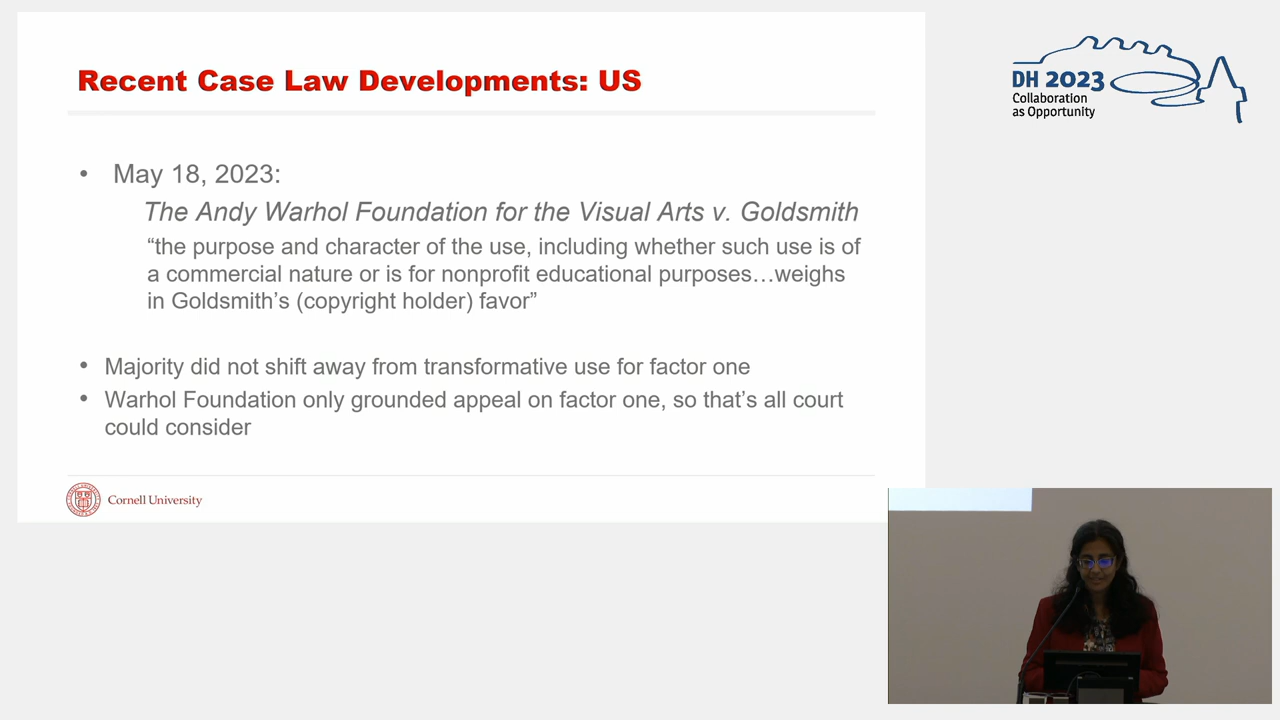 Recent Case Law Developments: US
• May 18, 2023:
The Andy Warhol Foundation for the Visual Arts v. Goldsmith
“the purpose and character of the use, including whether such use is of
a commercial nature or is for nonprofit educational purposes…weighs
in Goldsmith’s (copyright holder) favor”
• Majority did not shift away from transformative use for factor one
• Warhol Foundation only grounded appeal on factor one, so that’s all court
could consider
Cornell University
DH 2023
Collaboration
as Opportunity